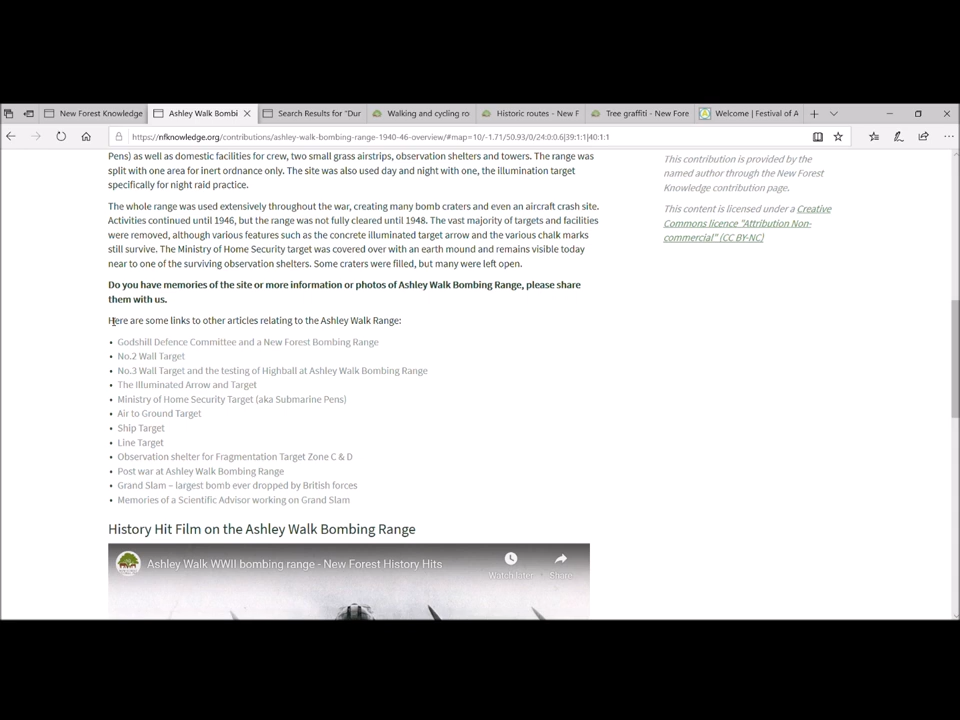 New Forest Knowledge
Ashley Walk Bombi
Search Results for "Dur
Walking and cycling ro
Historic routes - New F
Tree graffiti - New Fore
Welcome | Festival of A
https://nfknowledge.org/contributions/ashley-walk-bombing-range-1940-46-overview/#map=10/-1.71/50.93/0/24:0:0.6|39:1:1|40:1:1
Pens) as well as domestic facilities for crew, two small grass airstrips, observation shelters and towers. The range was
split with one area for inert ordnance only. The site was also used day and night with one, the illumination target
specifically for night raid practice.
The whole range was used extensively throughout the war, creating many bomb craters and even an aircraft crash site.
Activities continued until 1946, but the range was not fully cleared until 1948. The vast majority of targets and facilities
were removed, although various features such as the concrete illuminated target arrow and the various chalk marks
still survive. The Ministry of Home Security target was covered over with an earth mound and remains visible today
near to one of the surviving observation shelters. Some craters were filled, but many were left open.
Do you have memories of the site or more information or photos of Ashley Walk Bombing Range, please share
them with us.
Here are some links to other articles relating to the Ashley Walk Range:
• Godshill Defence Committee and a New Forest Bombing Range
• No.2 Wall Target
• No.3 Wall Target and the testing of Highball at Ashley Walk Bombing Range
• The Illuminated Arrow and Target
• Ministry of Home Security Target (aka Submarine Pens)
• Air to Ground Target
• Ship Target
• Line Target
• Observation shelter for Fragmentation Target Zone C & D
• Post war at Ashley Walk Bombing Range
• Grand Slam – largest bomb ever dropped by British forces
• Memories of a Scientific Advisor working on Grand Slam
History Hit Film on the Ashley Walk Bombing Range
Ashley Walk WWII bombing range - New Forest History Hits
Watch later
Share
This contribution is provided by the
named author through the New Forest
Knowledge contribution page.
This content is licensed under a Creative
Commons licence "Attribution Non-
commercial" (CC BY-NC)